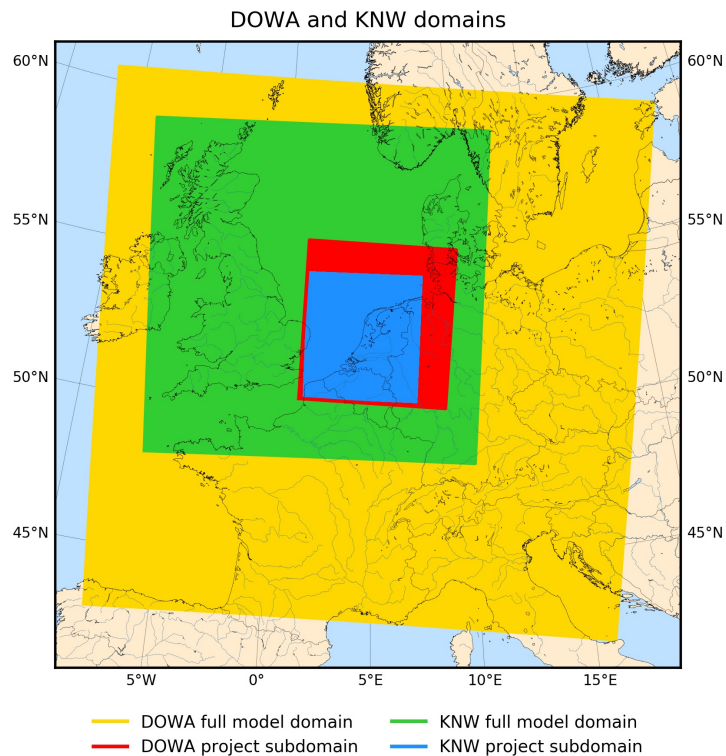 DOWA and KNW domains
60°N 60°N
55°N 55°N
50°N 50°N
45°N 45°N
5°W 0° 5°E 10°E 15°E
DOWA full model domain KNW full model domain
DOWA project subdomain KNW project subdomain